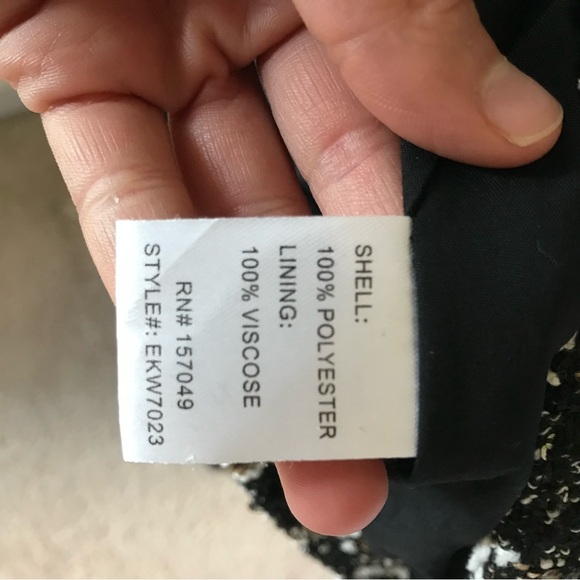 SHELL:
100% POLYESTER
LINING:
100% VISCOSE
RN# 157049
STYLE#: EKW7023